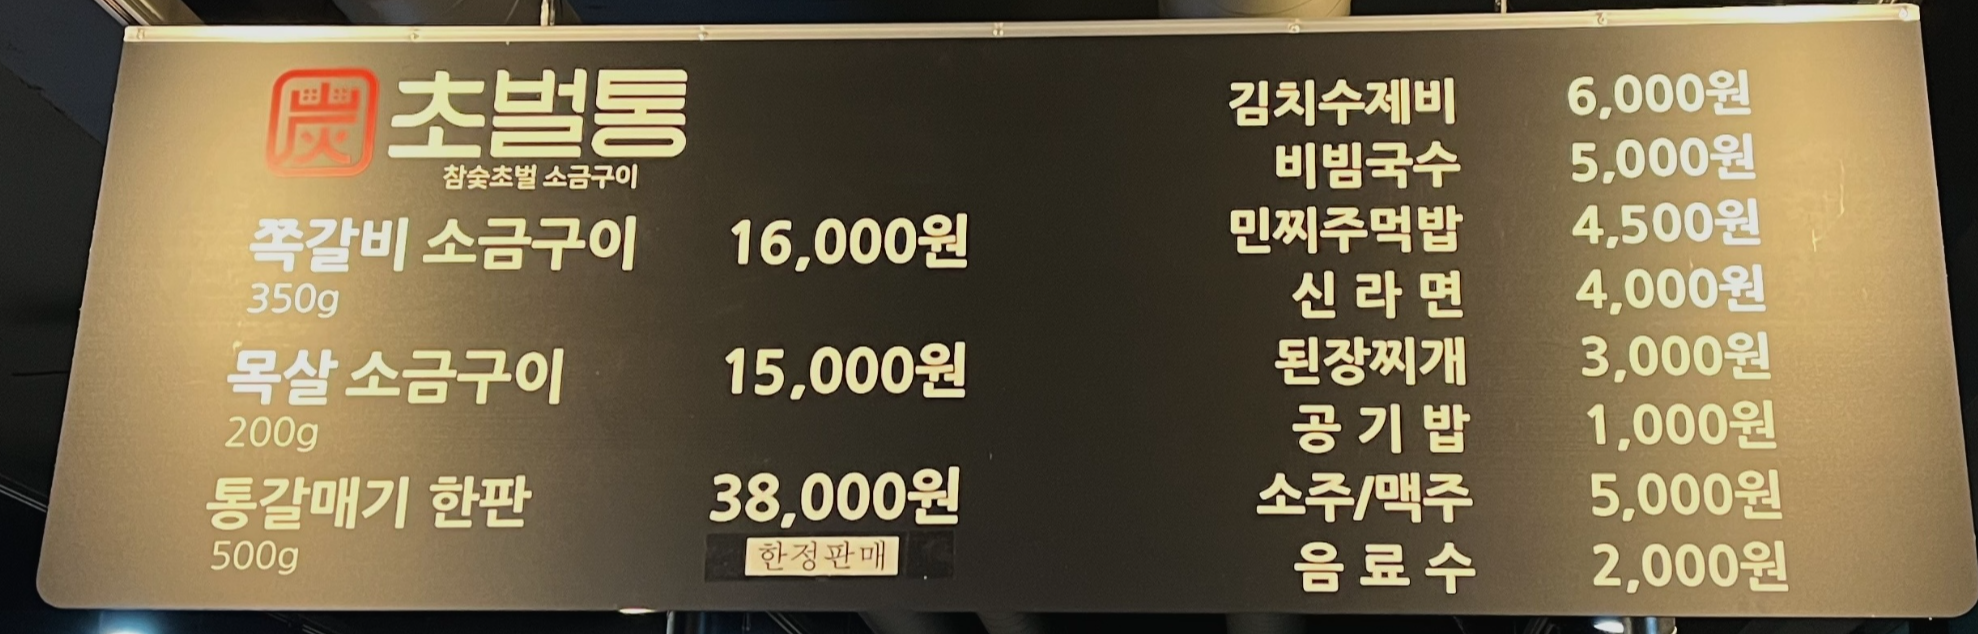 炭 초벌통
참숯초벌 소금구이
쪽갈비 소금구이 16,000원
350g
목살 소금구이 15,000원
200g
통갈매기 한판 38,000원
500g 한정판매
김치수제비 6,000원
비빔국수 5,000원
민찌주먹밥 4,500원
신 라 면 4,000원
된장찌개 3,000원
공 기 밥 1,000원
소주/맥주 5,000원
음 료 수 2,000원